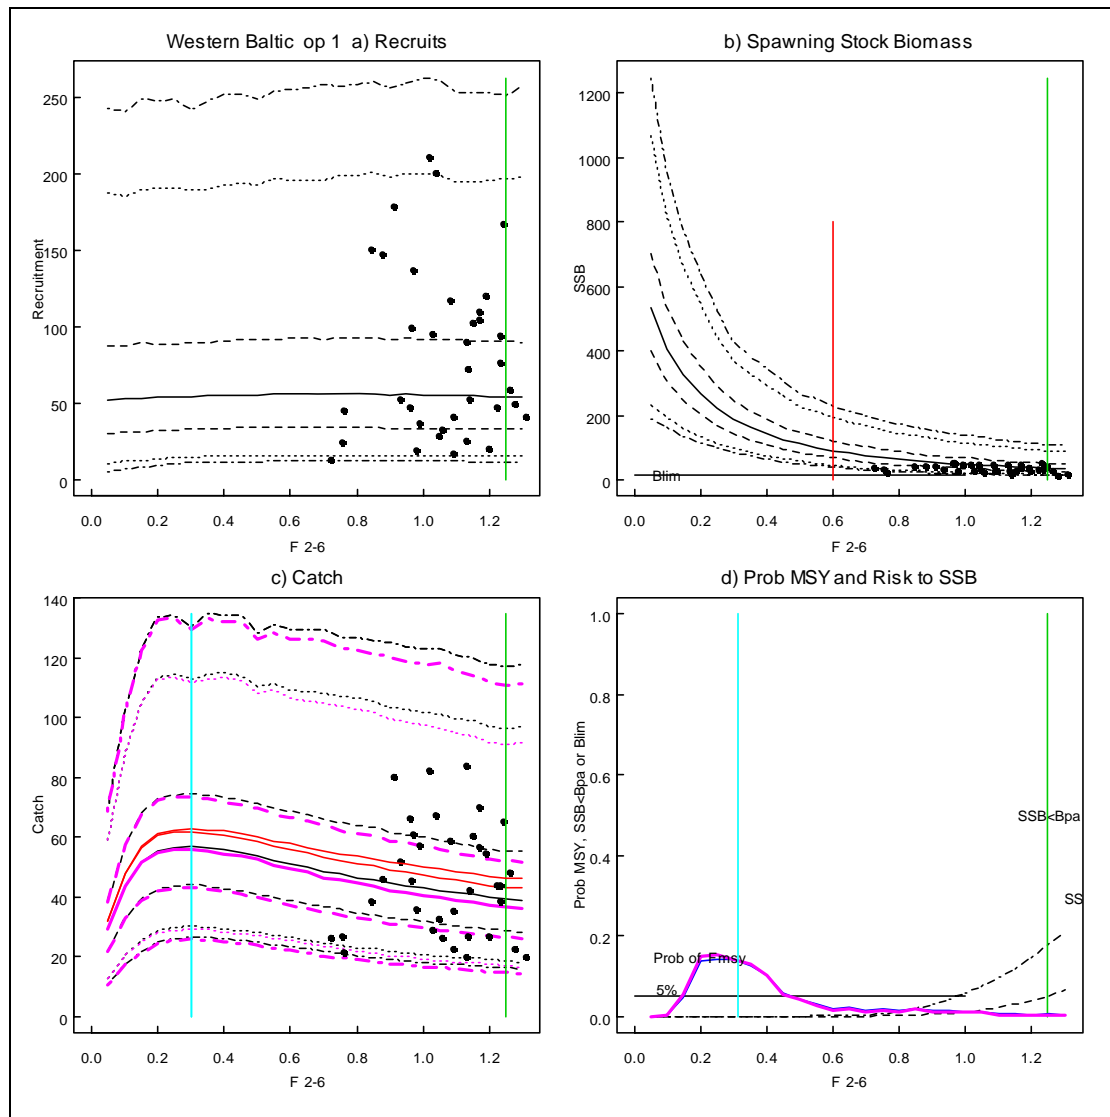 Western Baltic op 1 a) Recruits
250
200
150
100
50
0
Recruitment
0.0 0.2 0.4 0.6 0.8 1.0 1.2
F 2-6
b) Spawning Stock Biomass
1200
1000
800
600
400
200
0
SSB
Blim
0.0 0.2 0.4 0.6 0.8 1.0 1.2
F 2-6
c) Catch
140
120
100
80
60
40
20
0
Catch
0.0 0.2 0.4 0.6 0.8 1.0 1.2
F 2-6
d) Prob MSY and Risk to SSB
1.0
0.8
0.6
0.4
0.2
0.0
Prob MSY, SSB<Bpa or Blim
SSB<Bpa
SS
Prob of Fmsy
5%
0.0 0.2 0.4 0.6 0.8 1.0 1.2
F 2-6